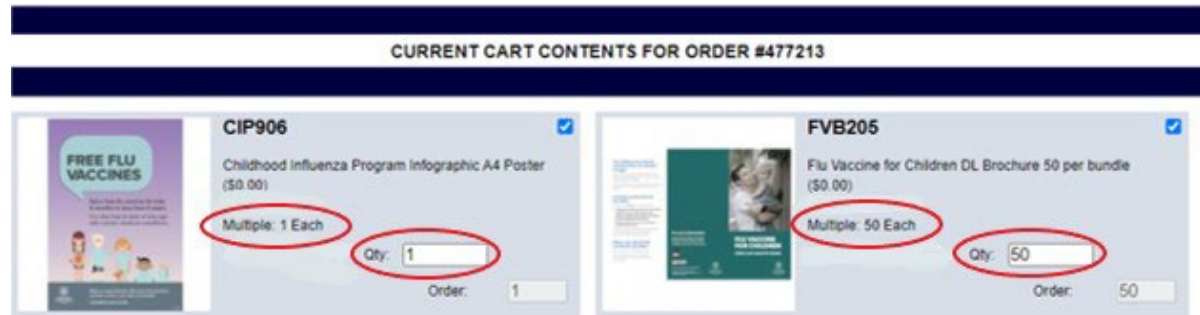 CURRENT CART CONTENTS FOR ORDER #477213
FREE FLU
VACCINES
CIP906
Childhood Influenza Program Infographic A4 Poster
($0.00)
Multiple: 1 Each
Qty: 1
Order: 1
FLU VACCINE
FOR CHILDREN
FVB205
Flu Vaccine for Children DL Brochure 50 per bundle
($0.00)
Multiple: 50 Each
Qty: 50
Order: 50